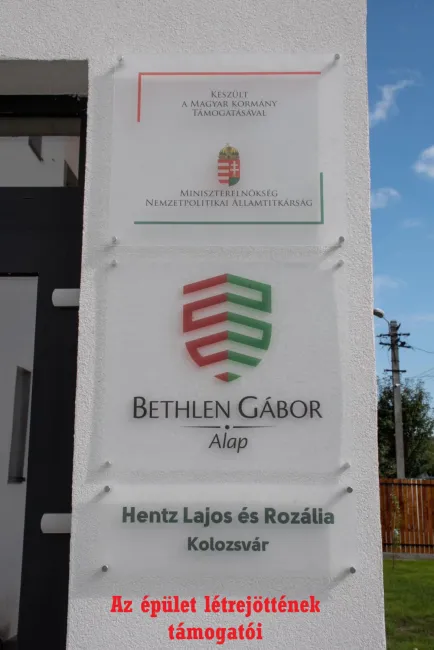 Készült
a Magyar kormány
támogatásával
Miniszterelnökség
Nemzetpolitikai Államtitkárság
Bethlen Gábor
Alap
Hentz Lajos és Rozália
Kolozsvár
Az épület létrejöttének
támogatói